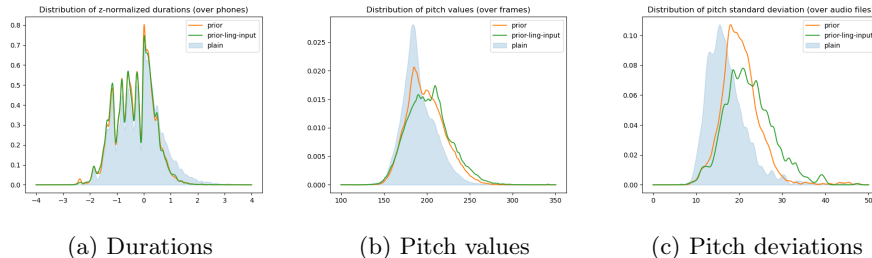 Distribution of z-normalized durations (over phones)
prior
prior-ling-input
plain
0.8
0.7
0.6
0.5
0.4
0.3
0.2
0.1
0.0
−4 −3 −2 −1 0 1 2 3 4
(a) Durations
Distribution of pitch values (over frames)
prior
prior-ling-input
plain
0.025
0.020
0.015
0.010
0.005
0.000
100 150 200 250 300 350
(b) Pitch values
Distribution of pitch standard deviation (over audio files)
prior
prior-ling-input
plain
0.10
0.08
0.06
0.04
0.02
0.00
0 10 20 30 40 50
(c) Pitch deviations